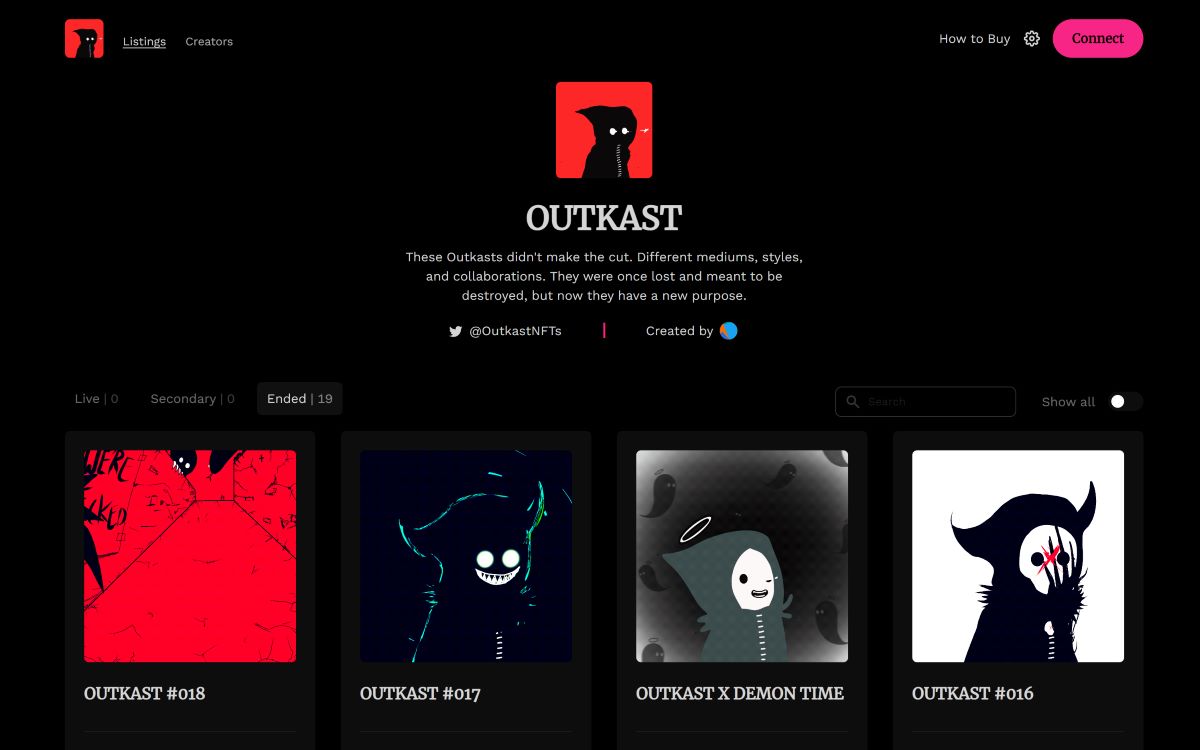 Listings Creators How to Buy Connect
OUTKAST
These Outkasts didn't make the cut. Different mediums, styles,
and collaborations. They were once lost and meant to be
destroyed, but now they have a new purpose.
@OutkastNFTs Created by
Live | 0 Secondary | 0 Ended | 19 Search Show all
OUTKAST #018 OUTKAST #017 OUTKAST X DEMON TIME OUTKAST #016